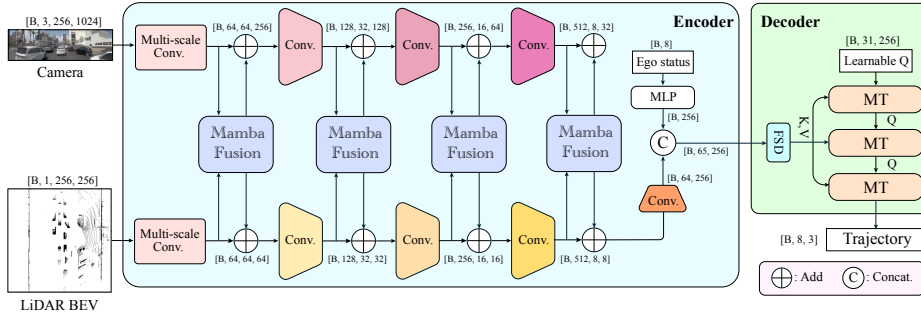 [B, 3, 256, 1024]
Camera
[B, 1, 256, 256]
LiDAR BEV
Encoder
Multi-scale
Conv.
[B, 64, 64, 256]
Conv.
[B, 128, 32, 128]
Conv.
[B, 256, 16, 64]
Conv.
[B, 512, 8, 32]
Mamba
Fusion
Mamba
Fusion
Mamba
Fusion
Mamba
Fusion
Multi-scale
Conv.
[B, 64, 64, 64]
Conv.
[B, 128, 32, 32]
Conv.
[B, 256, 16, 16]
Conv.
[B, 512, 8, 8]
[B, 8]
Ego status
MLP
[B, 256]
C
[B, 65, 256]
[B, 64, 256]
Conv.
Decoder
[B, 31, 256]
Learnable Q
FSD
K, V
MT
Q
MT
Q
MT
[B, 8, 3]
Trajectory
: Add
C
: Concat.